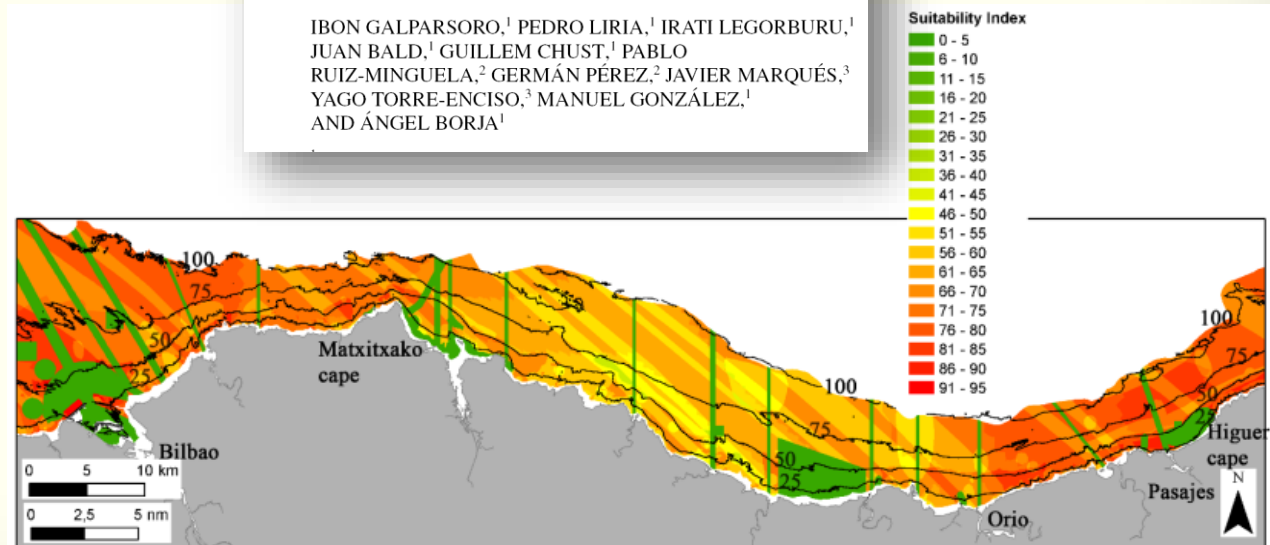 IBON GALPARSORO,¹ PEDRO LIRIA,¹ IRATI LEGORBURU,¹
JUAN BALD,¹ GUILLEM CHUST,¹ PABLO
RUIZ-MINGUELA,² GERMÁN PÉREZ,² JAVIER MARQUÉS,³
YAGO TORRE-ENCISO,³ MANUEL GONZÁLEZ,¹
AND ÁNGEL BORJA¹
.
Suitability Index
0 - 5
6 - 10
11 - 15
16 - 20
21 - 25
26 - 30
31 - 35
36 - 40
41 - 45
46 - 50
51 - 55
56 - 60
61 - 65
66 - 70
71 - 75
76 - 80
81 - 85
86 - 90
91 - 95
100
75
50
25
Matxitxako
cape
Bilbao
100
75
50
25
100
75
50
25
Higuer
cape
Pasajes
Orio
N
0 5 10 km
0 2,5 5 nm